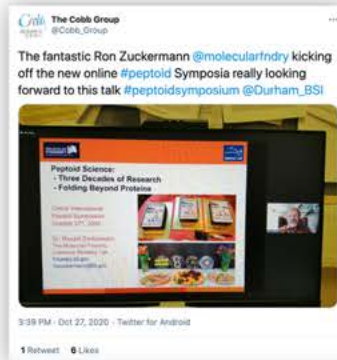 The Cobb Group
@Cobb_Group
The fantastic Ron Zuckermann @molecularfndry kicking
off the new online #peptoid Symposia really looking
forward to this talk #peptoidsymposium @Durham_BSI
Peptoid Science:
- Three Decades of Research
- Folding Beyond Proteins
3:39 PM · Oct 27, 2020 · Twitter for Android
1 Retweet 6 Likes